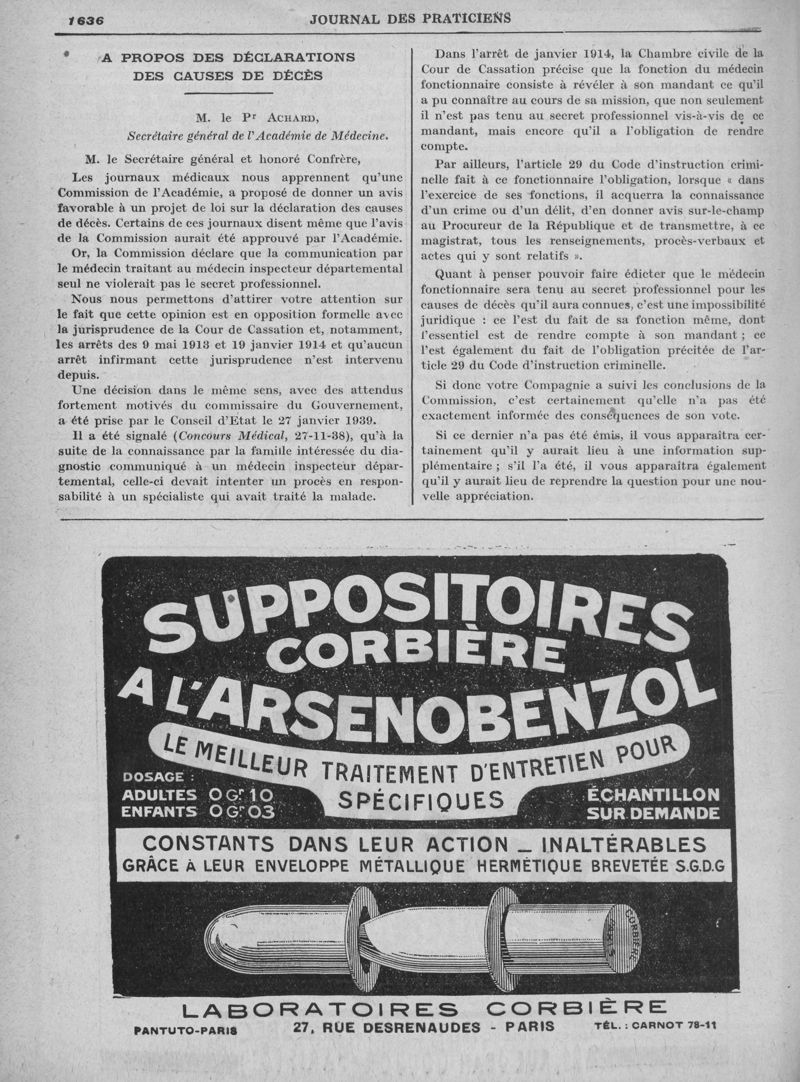 1636
JOURNAL DES PRATICIENS
A PROPOS DES DÉCLARATIONS
DES CAUSES DE DÉCÈS
M. le Pr ACHARD,
Secrétaire général de l'Académie de Médecine.
M. le Secrétaire général et honoré Confrère,
Les journaux médicaux nous apprennent qu'une
Commission de l'Académie, a proposé de donner un avis
favorable à un projet de loi sur la déclaration des causes
de décès. Certains de ces journaux disent même que l'avis
de la Commission aurait été approuvé par l'Académie.
Or, la Commission déclare que la communication par
le médecin traitant au médecin inspecteur départemental
seul ne violerait pas le secret professionnel.
Nous nous permettons d'attirer votre attention sur
le fait que cette opinion est en opposition formelle avec
la jurisprudence de la Cour de Cassation et, notamment,
les arrêts des 9 mai 1913 et 19 janvier 1914 et qu'aucun
arrêt infirmant cette jurisprudence n'est intervenu
depuis.
Une décision dans le même sens, avec des attendus
fortement motivés du commissaire du Gouvernement,
a été prise par le Conseil d'Etat le 27 janvier 1939.
Il a été signalé (Concours Médical, 27-11-38), qu'à la
suite de la connaissance par la famille intéressée du dia-
gnostic communiqué à un médecin inspecteur dépar-
temental, celle-ci devait intenter un procès en respon-
sabilité à un spécialiste qui avait traité la malade.
Dans l'arrêt de janvier 1914, la Chambre civile de la
Cour de Cassation précise que la fonction du médecin
fonctionnaire consiste à révéler à son mandant ce qu'il
a pu connaître au cours de sa mission, que non seulement
il n'est pas tenu au secret professionnel vis-à-vis de ce
mandant, mais encore qu'il a l'obligation de rendre
compte.
Par ailleurs, l'article 29 du Code d'instruction crimi-
nelle fait à ce fonctionnaire l'obligation, lorsque « dans
l'exercice de ses fonctions, il acquerra la connaissance
d'un crime ou d'un délit, d'en donner avis sur-le-champ
au Procureur de la République et de transmettre, à ce
magistrat, tous les renseignements, procès-verbaux et
actes qui y sont relatifs ».
Quant à penser pouvoir faire édicter que le médecin
fonctionnaire sera tenu au secret professionnel pour les
causes de décès qu'il aura connues, c'est une impossibilité
juridique : ce l'est du fait de sa fonction même, dont
l'essentiel est de rendre compte à son mandant ; ce
l'est également du fait de l'obligation précitée de l'ar-
ticle 29 du Code d'instruction criminelle.
Si donc votre Compagnie a suivi les conclusions de la
Commission, c'est certainement qu'elle n'a pas été
exactement informée des conséquences de son vote.
Si ce dernier n'a pas été émis, il vous apparaîtra cer-
tainement qu'il y aurait lieu à une information sup-
plémentaire ; s'il l'a été, il vous apparaîtra également
qu'il y aurait lieu de reprendre la question pour une nou-
velle appréciation.
SUPPOSITOIRES
CORBIÈRE
A L'ARSENOBENZOL
LE MEILLEUR TRAITEMENT D'ENTRETIEN POUR
SPÉCIFIQUES
DOSAGE :
ADULTES 0 Gr 10
ENFANTS 0 Gr 03
ÉCHANTILLON
SUR DEMANDE
CONSTANTS DANS LEUR ACTION _ INALTÉRABLES
GRÂCE A LEUR ENVELOPPE MÉTALLIQUE HERMÉTIQUE BREVETÉE S.G.D.G
CORBIÈRE
PARIS
LABORATOIRES CORBIÈRE
PANTUTO-PARIS
27, RUE DESRENAUDES - PARIS
TÉL. : CARNOT 78-11